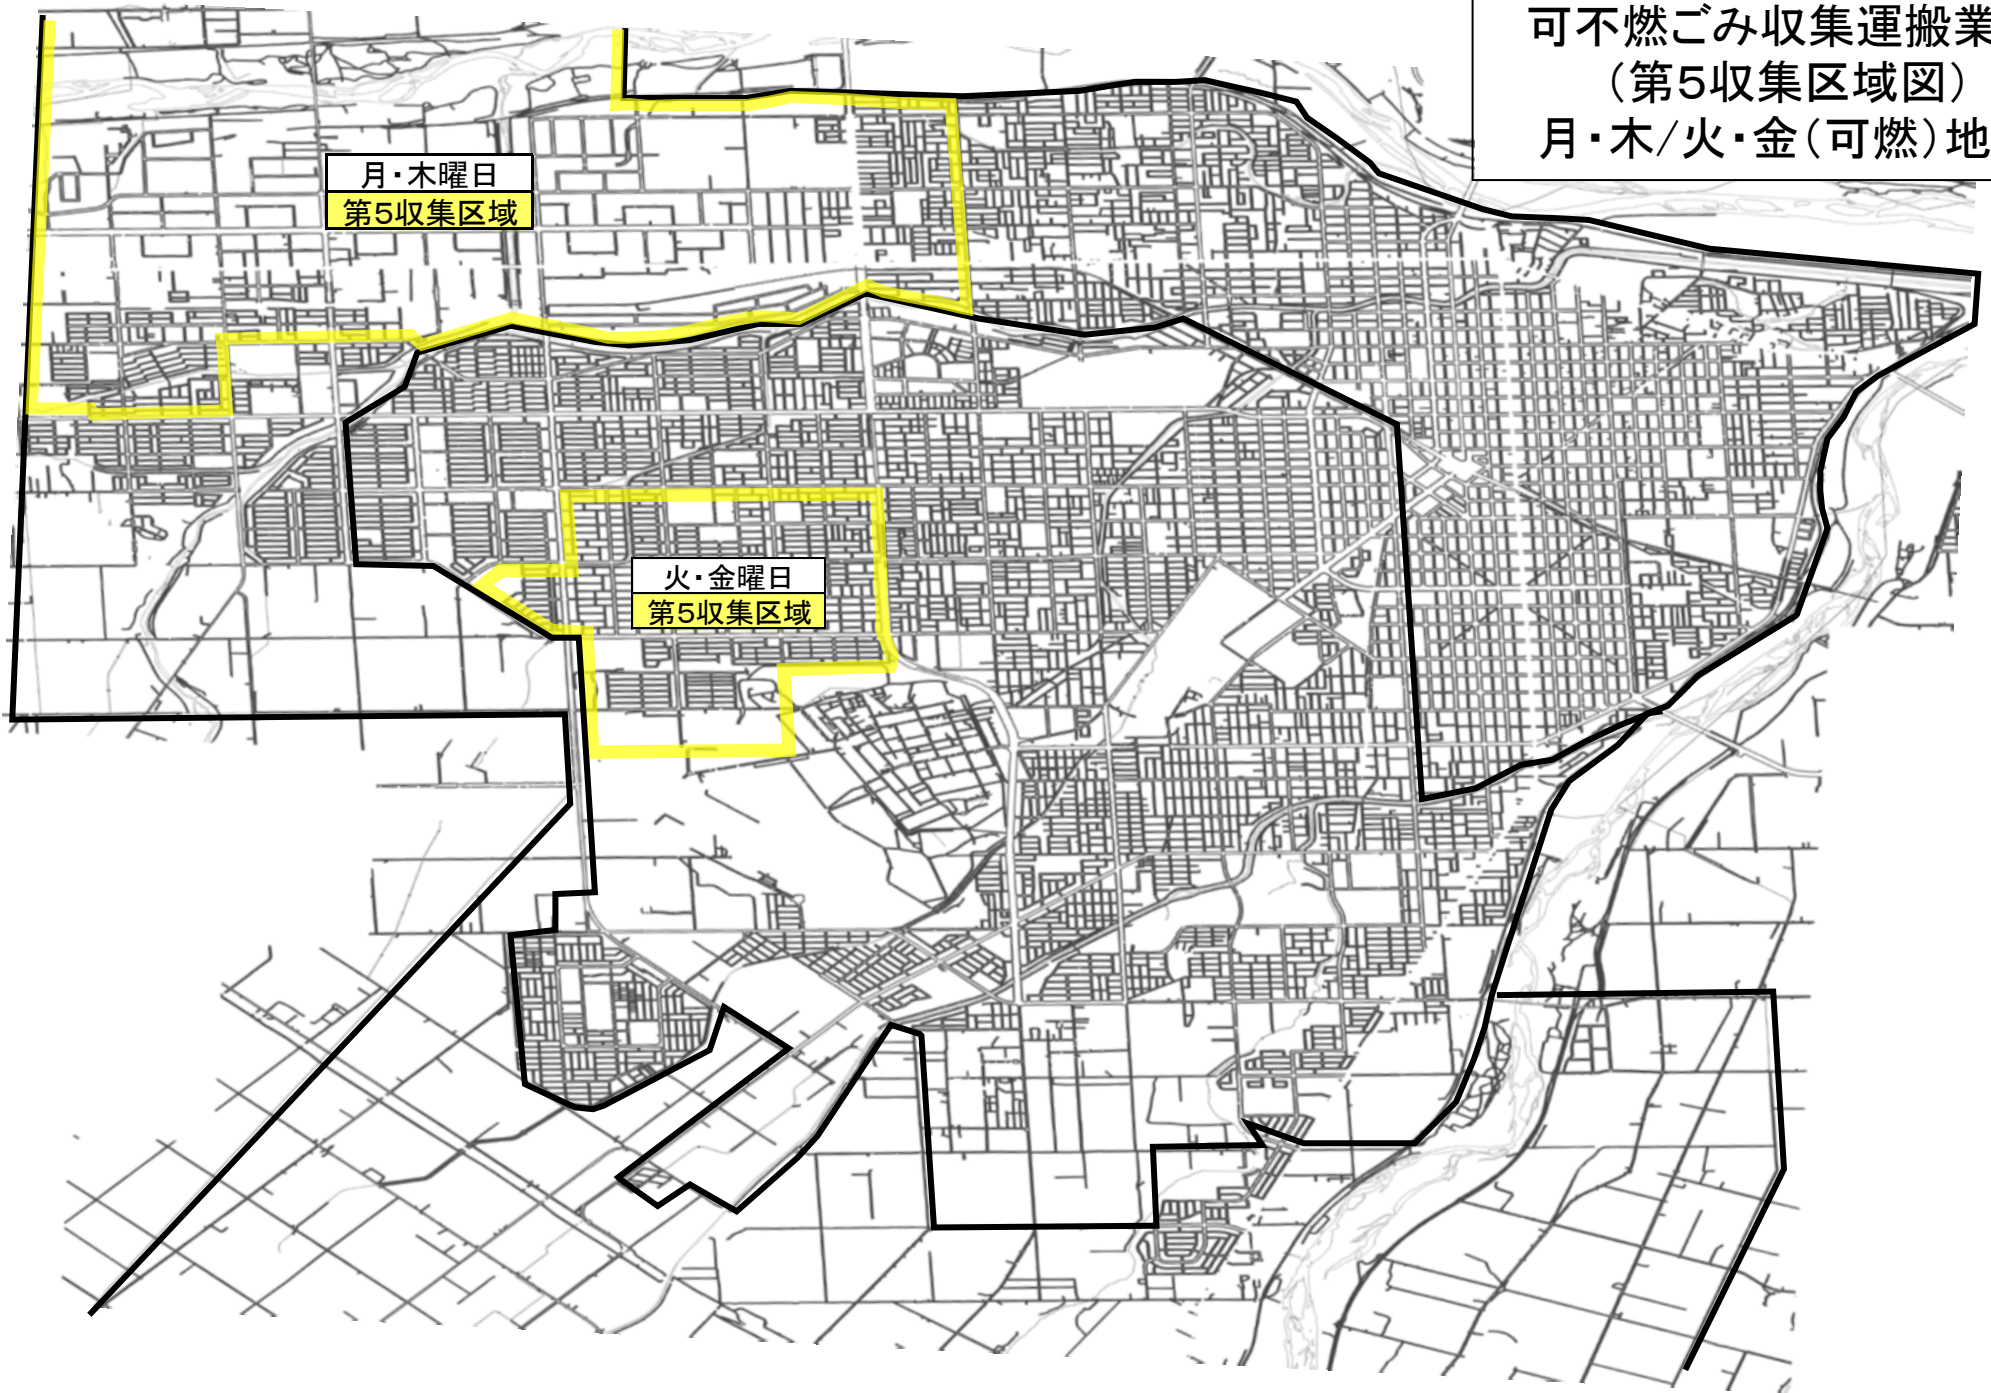 可不燃ごみ収集運搬業
（第5収集区域図）
月・木/火・金（可燃）地
月・木曜日
第5収集区域
火・金曜日
第5収集区域